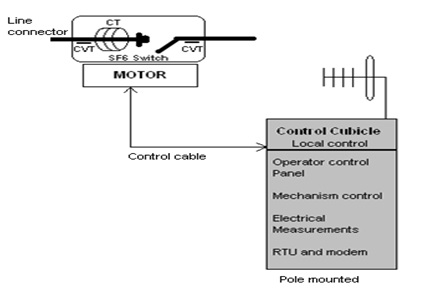 Line
connector
CT
CVT
CVT
SF6 Switch
MOTOR
Control cable
Control Cubicle
Local control
Operator control
Panel
Mechanism control
Electrical
Measurements
RTU and modem
Pole mounted